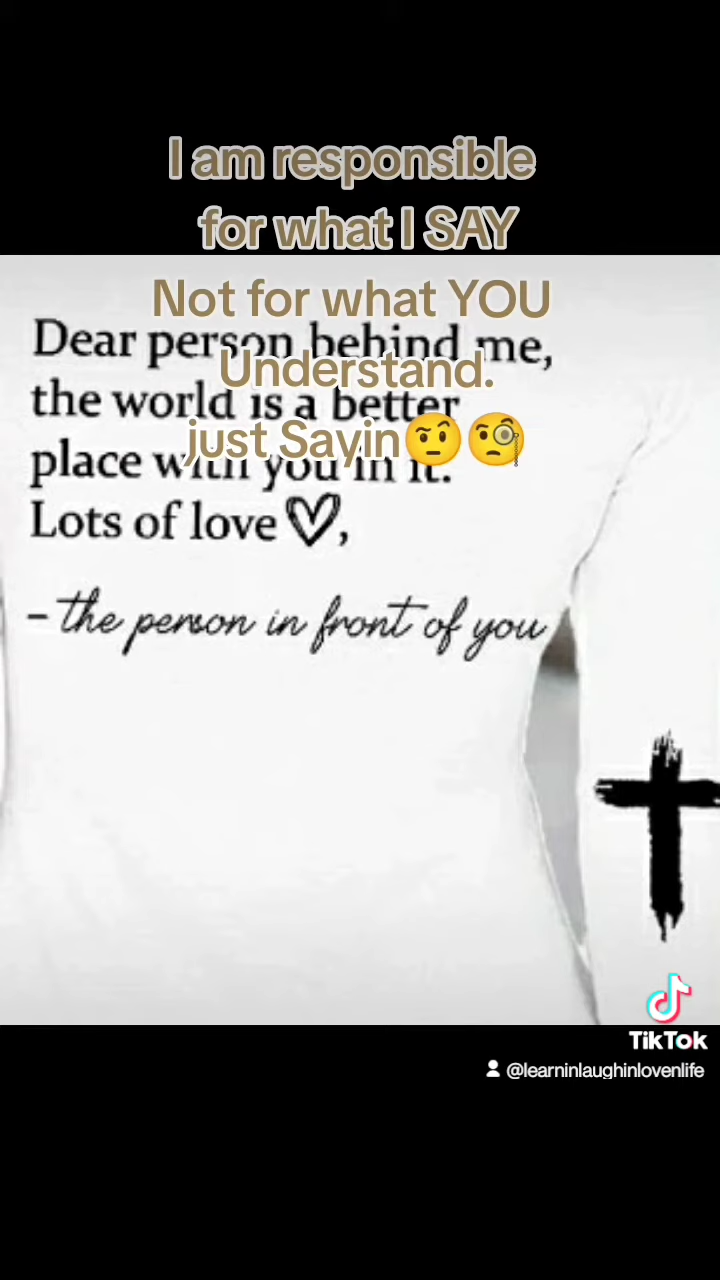 I am responsible
for what I SAY
Not for what YOU
Understand.
just Sayin🤨🧐
Dear person behind me,
the world is a better
place with you in it.
Lots of love♡,
- the person in front of you
TikTok
@learninlaughinlovenlife